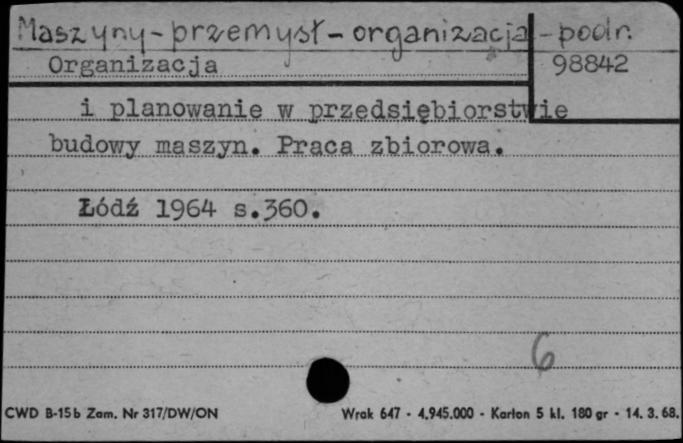 Maszyny - przemysł - organizacja - podr.
Organizacja 98842
i planowanie w przedsiębiorstwie
budowy maszyn. Praca zbiorowa.
Łódź 1964 s.360.
6
CWD B-15b Zam. Nr 317/DW/ON Wrak 647 - 4.945.000 - Karton 5 kl. 180 gr - 14. 3. 68.